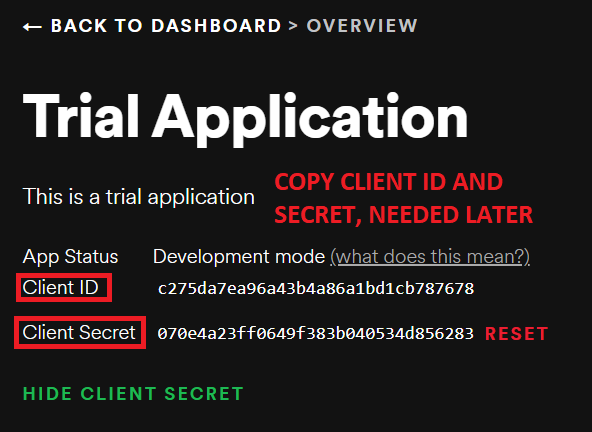 ← BACK TO DASHBOARD > OVERVIEW
Trial Application
This is a trial application
COPY CLIENT ID AND
SECRET, NEEDED LATER
App Status Development mode (what does this mean?)
Client ID c275da7ea96a43b4a86a1bd1cb787678
Client Secret 070e4a23ff0649f383b040534d856283 RESET
HIDE CLIENT SECRET